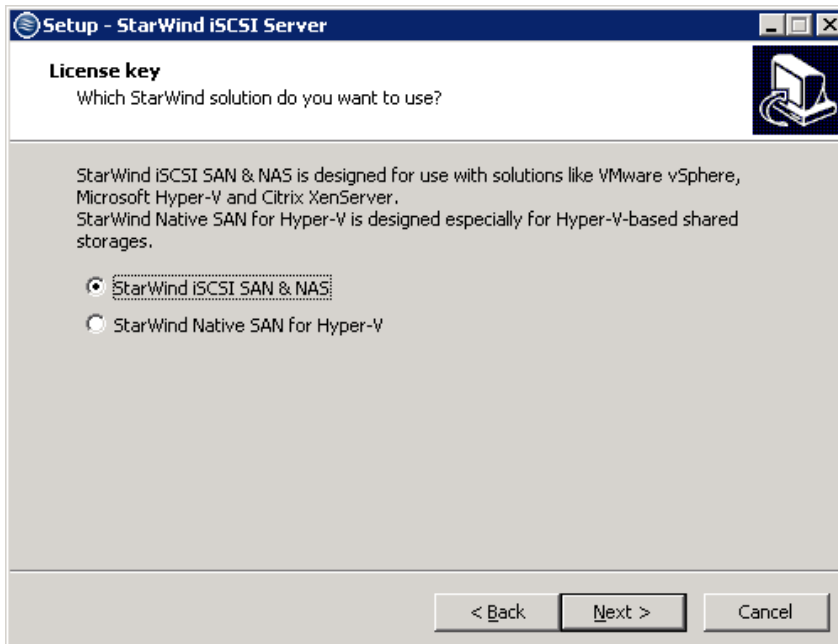 Setup - StarWind iSCSI Server
License key
Which StarWind solution do you want to use?
StarWind iSCSI SAN & NAS is designed for use with solutions like VMware vSphere,
Microsoft Hyper-V and Citrix XenServer.
StarWind Native SAN for Hyper-V is designed especially for Hyper-V-based shared
storages.
StarWind iSCSI SAN & NAS
StarWind Native SAN for Hyper-V
< Back Next > Cancel